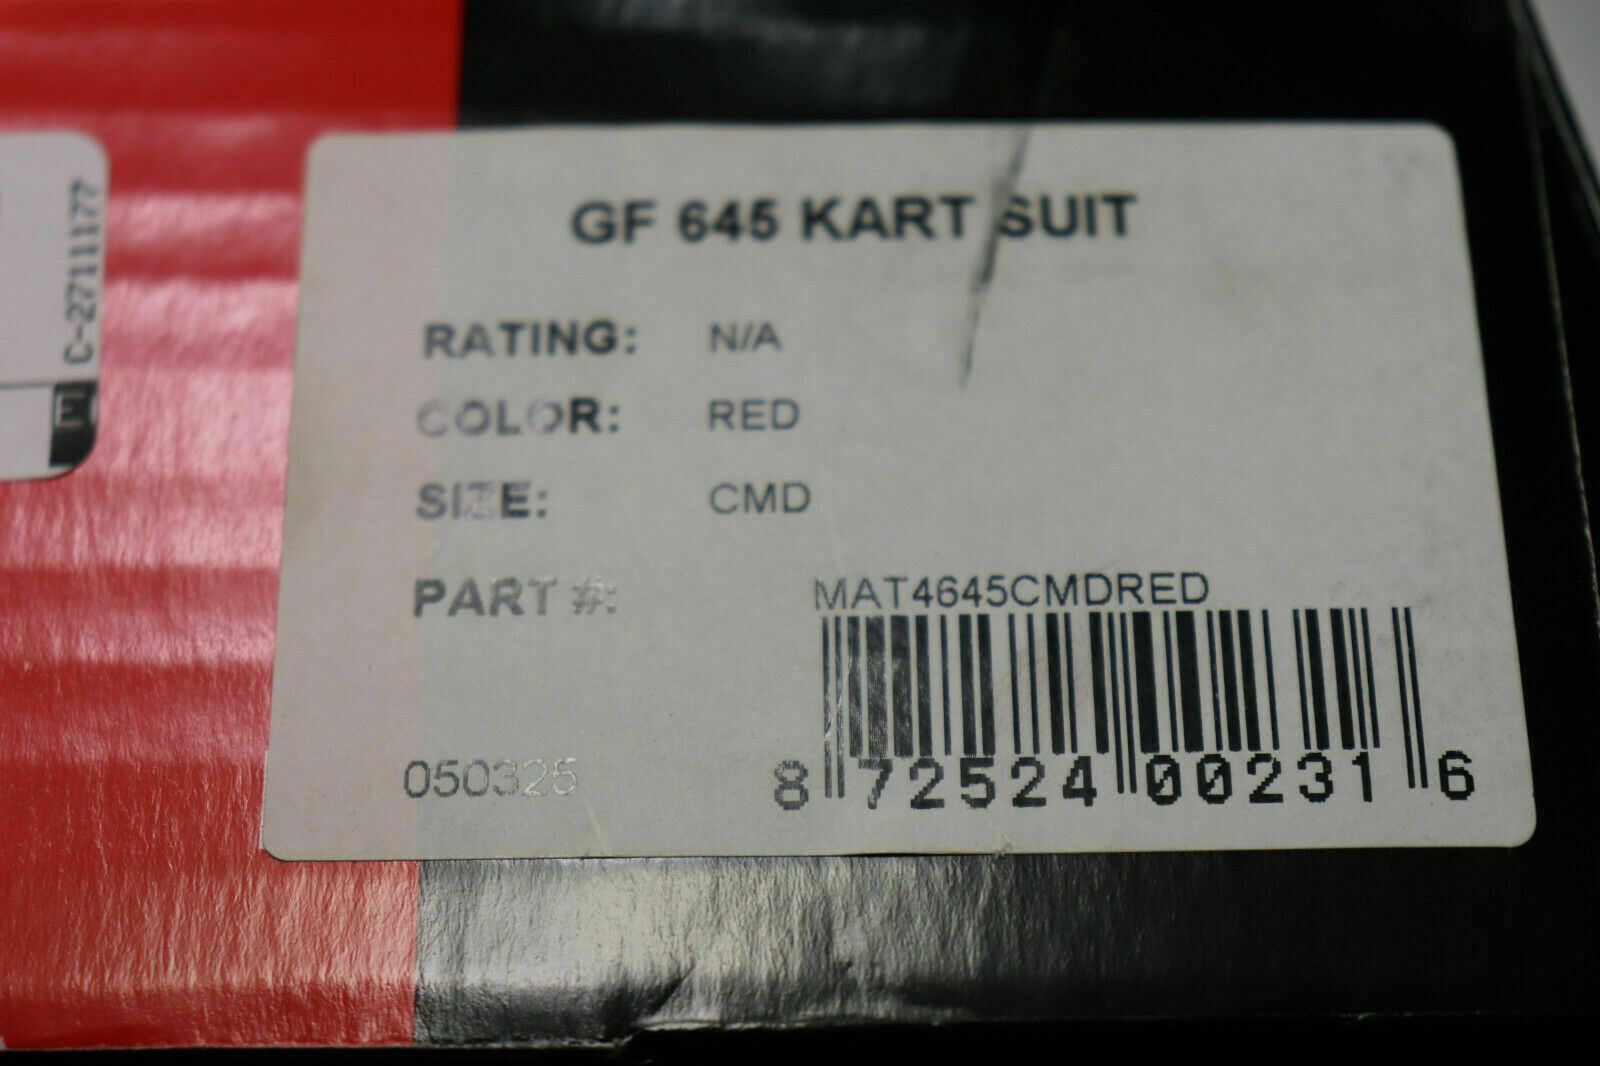 GF 645 KART SUIT
RATING: N/A
COLOR: RED
SIZE: CMD
PART #: MAT4645CMDRED
050325
8 72524 00231 6
C-2711177
E